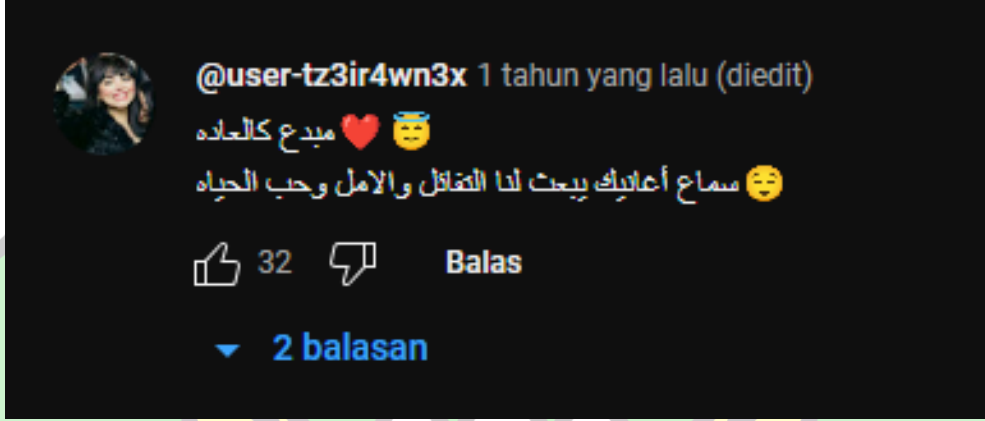 @user-tz3ir4wn3x 1 tahun yang lalu (diedit)
😇 ❤️ مبدع كالعاده
😌 سماع أغانيك يبعث لنا التفائل والامل وحب الحياه
32 Balas
2 balasan